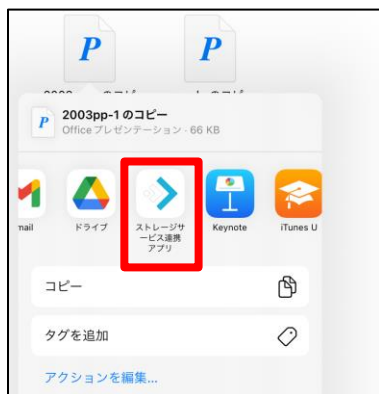 P
P
P
2003pp-1 のコピー
Office プレゼンテーション · 66 KB
mail
ドライブ
ストレージサ
ービス連携
アプリ
Keynote
iTunes U
コピー
タグを追加
アクションを編集...